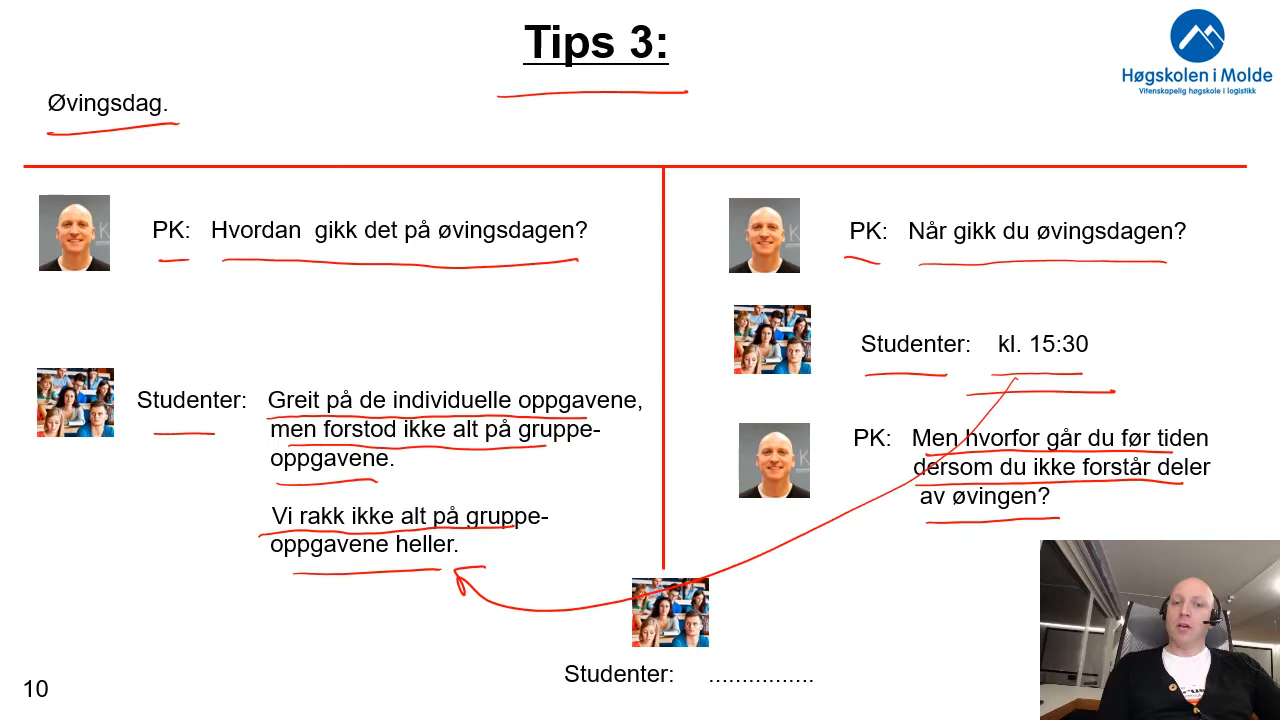 Tips 3:
Høgskolen i Molde
Vitenskapelig høgskole i logistikk
Øvingsdag.
PK: Hvordan gikk det på øvingsdagen?
Studenter: Greit på de individuelle oppgavene,
men forstod ikke alt på gruppe-
oppgavene.
Vi rakk ikke alt på gruppe-
oppgavene heller.
PK: Når gikk du øvingsdagen?
Studenter: kl. 15:30
PK: Men hvorfor går du før tiden
dersom du ikke forstår deler
av øvingen?
Studenter: ................
10